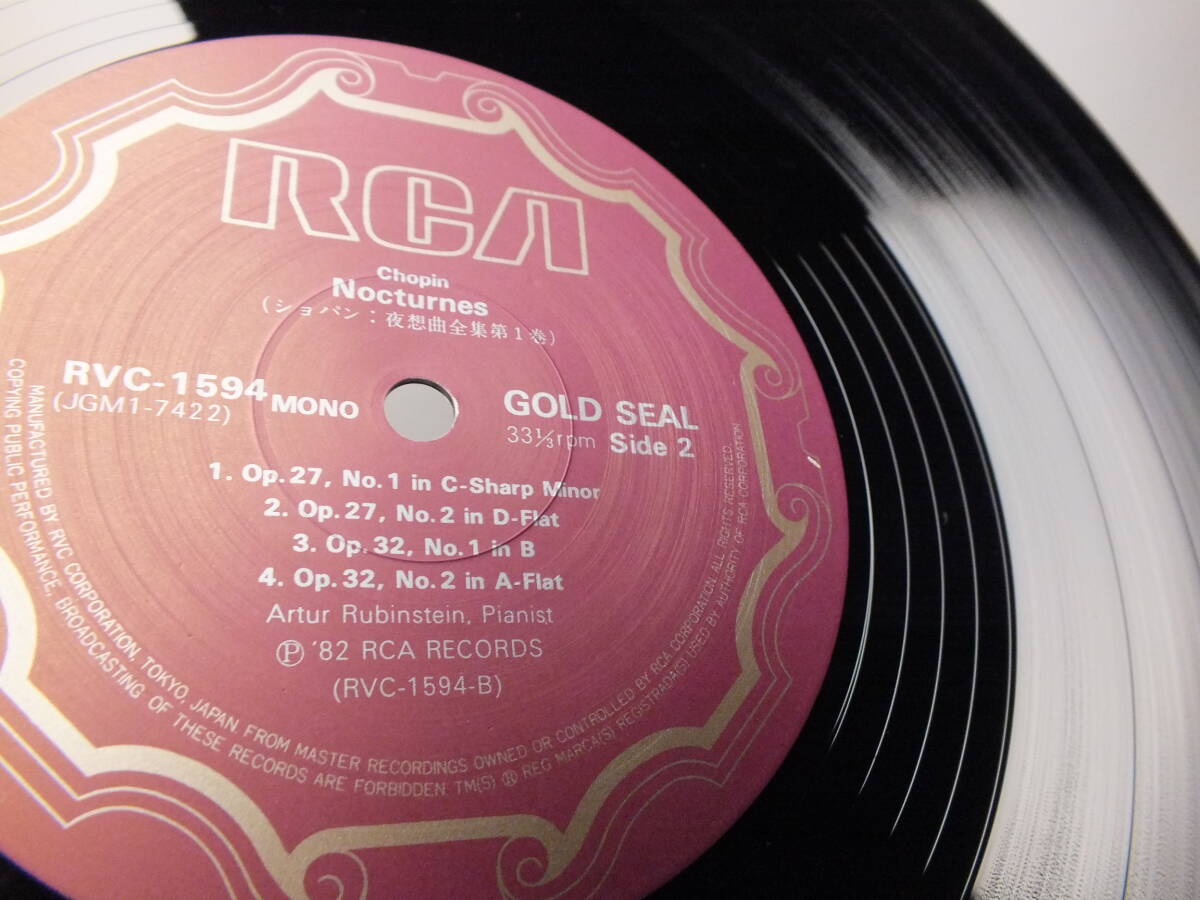 RCA
Chopin
Nocturnes
(ショパン：夜想曲全集第1巻)
RVC-1594 MONO
(JGM1-7422)
GOLD SEAL
33⅓rpm Side 2
1. Op.27, No.1 in C-Sharp Minor
2. Op.27, No.2 in D-Flat
3. Op.32, No.1 in B
4. Op.32, No.2 in A-Flat
Artur Rubinstein, Pianist
Ⓟ '82 RCA RECORDS
(RVC-1594-B)
MANUFACTURED BY RVC CORPORATION, TOKYO, JAPAN FROM MASTER RECORDINGS OWNED OR CONTROLLED BY RCA CORPORATION. ALL RIGHTS RESERVED.
COPYING PUBLIC PERFORMANCE, BROADCASTING OF THESE RECORDS ARE FORBIDDEN. TM(S) ® REG MARCA(S) REGISTRADA(S) USED BY AUTHORITY OF RCA CORPORATION